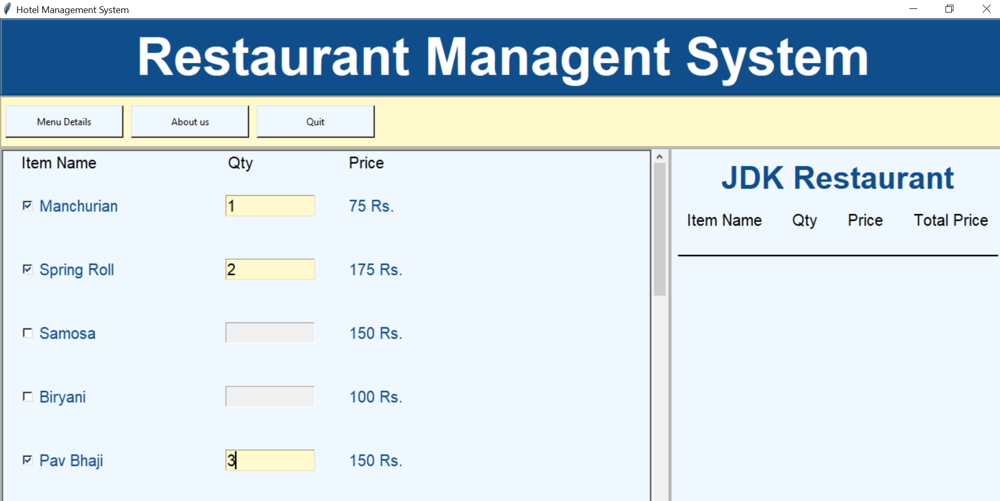 Hotel Management System
Restaurant Managent System
Menu Details About us Quit
Item Name Qty Price
Manchurian 1 75 Rs.
Spring Roll 2 175 Rs.
Samosa 150 Rs.
Biryani 100 Rs.
Pav Bhaji 3 150 Rs.
JDK Restaurant
Item Name Qty Price Total Price